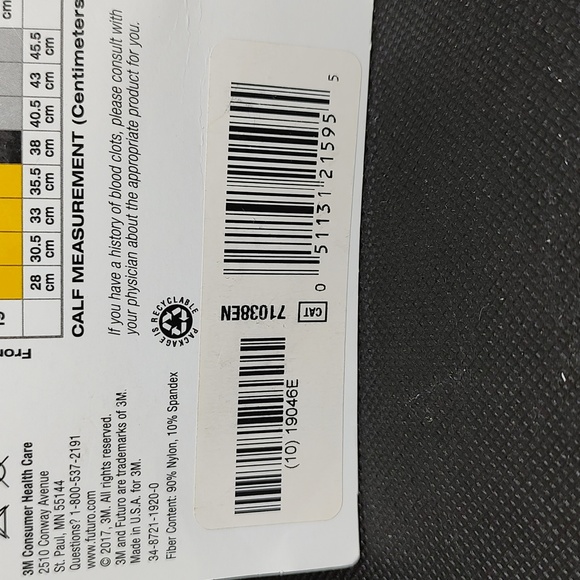 cm
28 cm 30.5 cm 33 cm 35.5 cm 38 cm 40.5 cm 43 cm 45.5 cm
CALF MEASUREMENT (Centimeters
If you have a history of blood clots, please consult with
your physician about the appropriate product for you.
PACKAGE IS RECYCLABLE
3M Consumer Health Care
2510 Conway Avenue
St. Paul, MN 55144
Questions? 1-800-537-2191
www.futuro.com
© 2017, 3M. All rights reserved.
3M and Futuro are trademarks of 3M.
Made in U.S.A. for 3M.
34-8721-1920-0
Fiber Content: 90% Nylon, 10% Spandex
0 51131 21595 5
CAT 71038EN
(10) 19046E